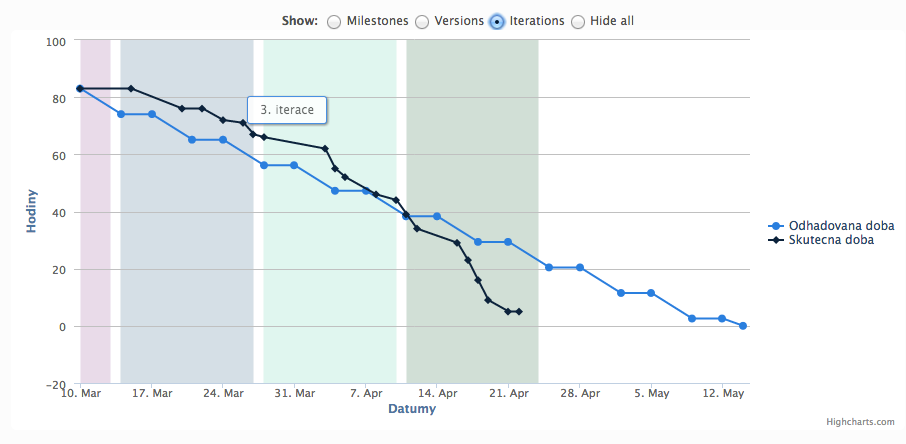 Show: Milestones Versions Iterations Hide all
100
80
60
40
20
0
-20
Hodiny
3. iterace
10. Mar 17. Mar 24. Mar 31. Mar 7. Apr 14. Apr 21. Apr 28. Apr 5. May 12. May
Datumy
Odhadovana doba
Skutecna doba
Highcharts.com